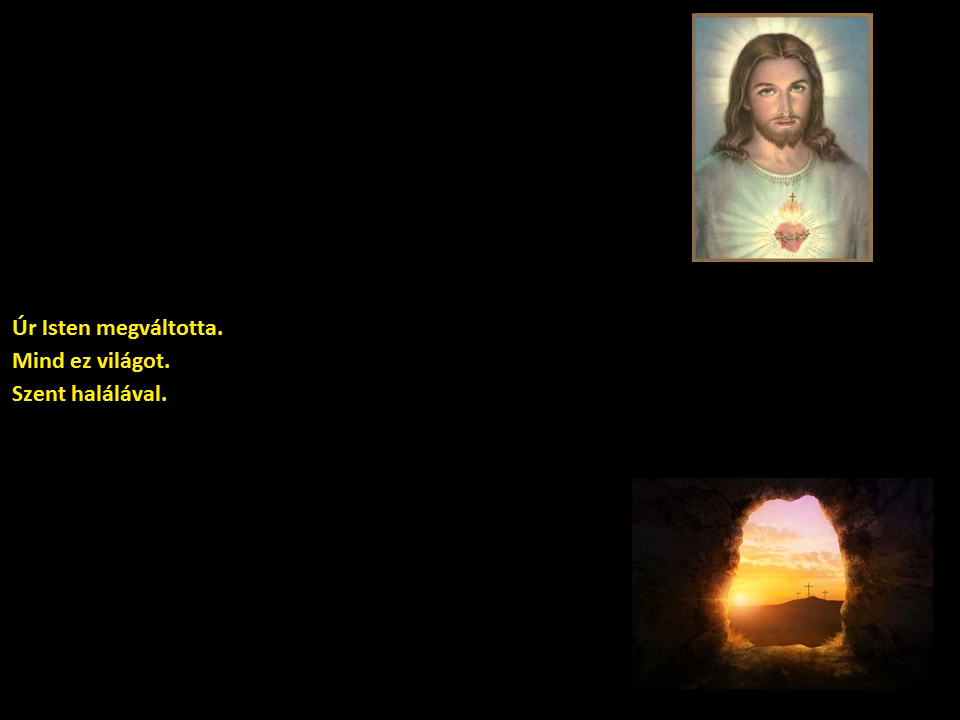 Úr Isten megváltotta.
Mind ez világot.
Szent halálával.